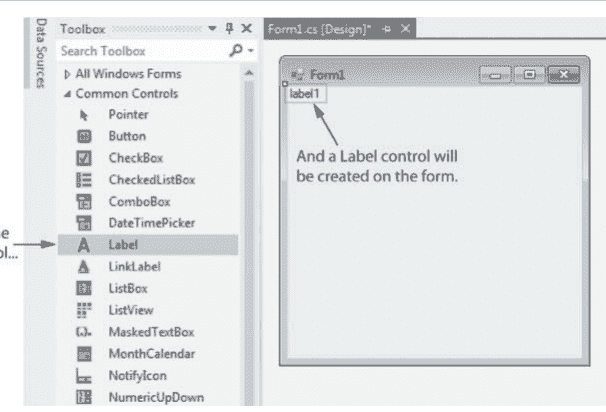 Data Sources
Toolbox
Search Toolbox
All Windows Forms
Common Controls
Pointer
Button
CheckBox
CheckedListBox
ComboBox
DateTimePicker
Label
LinkLabel
ListBox
ListView
MaskedTextBox
MonthCalendar
NotifyIcon
NumericUpDown
Form1.cs [Design]*
Form1
label1
And a Label control will
be created on the form.